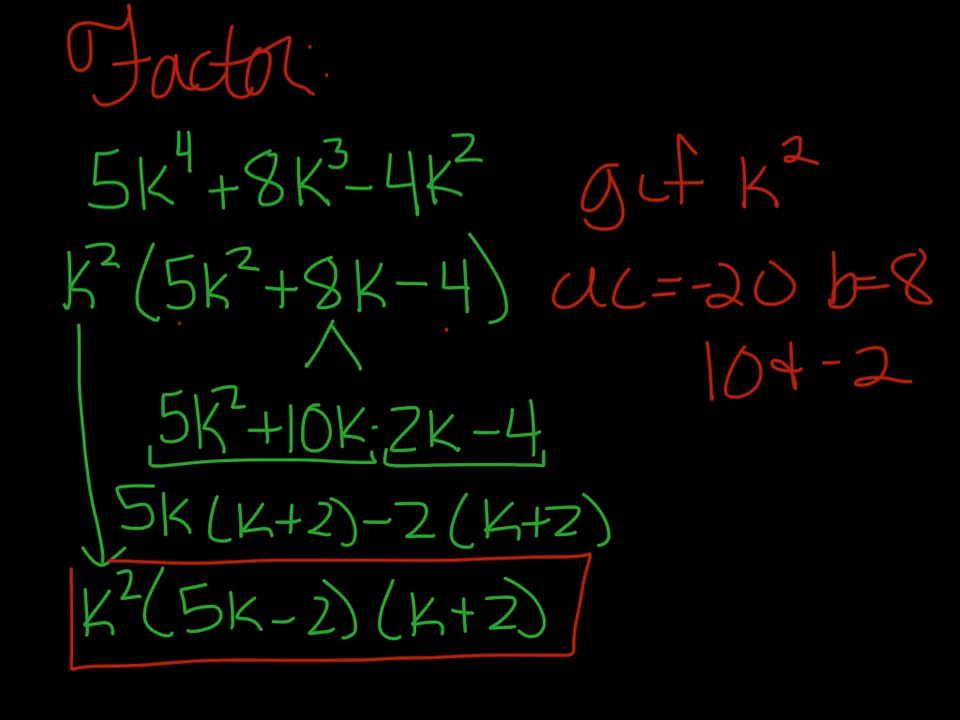 Factor:
5k⁴+8k³-4k²
gcf k²
k²(5k²+8k-4)
ac=-20 b=8
10+-2
5k²+10k-2k-4
5k(k+2)-2(k+2)
k²(5k-2)(k+2)